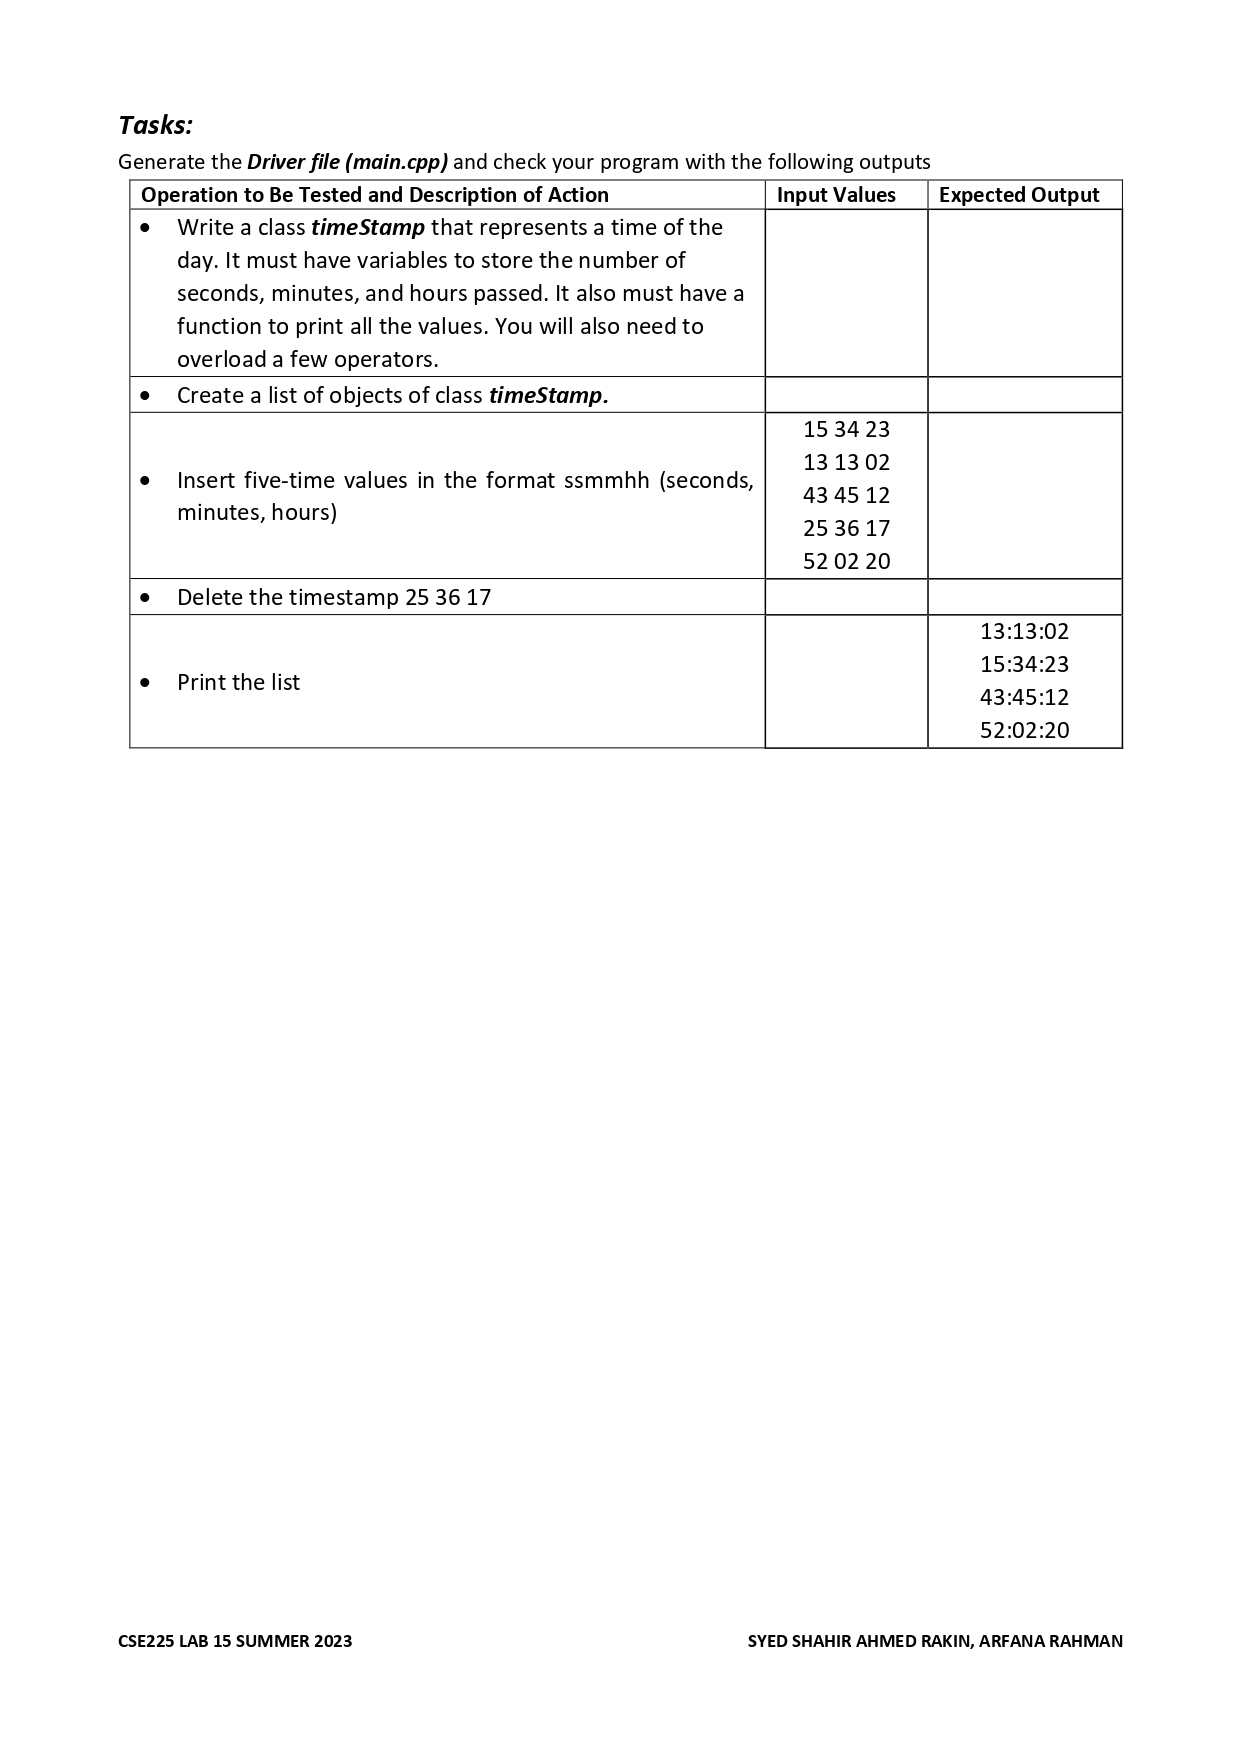 Tasks:
Generate the Driver file (main.cpp) and check your program with the following outputs
Operation to Be Tested and Description of Action Input Values Expected Output
• Write a class timeStamp that represents a time of the
day. It must have variables to store the number of
seconds, minutes, and hours passed. It also must have a
function to print all the values. You will also need to
overload a few operators.
• Create a list of objects of class timeStamp.
• Insert five-time values in the format ssmmhh (seconds,
minutes, hours)
15 34 23
13 13 02
43 45 12
25 36 17
52 02 20
• Delete the timestamp 25 36 17
• Print the list
13:13:02
15:34:23
43:45:12
52:02:20
CSE225 LAB 15 SUMMER 2023 SYED SHAHIR AHMED RAKIN, ARFANA RAHMAN